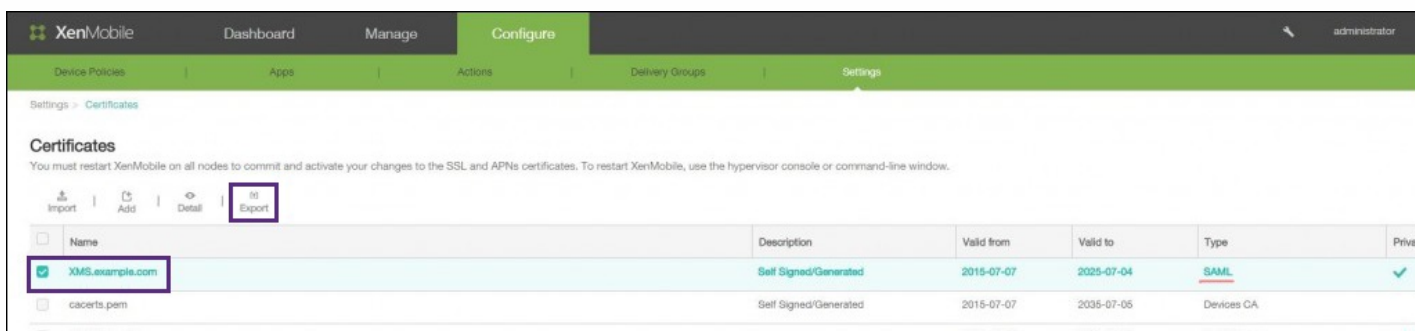 XenMobile Dashboard Manage Configure administrator
Device Policies | Apps | Actions | Delivery Groups | Settings
Settings > Certificates
Certificates
You must restart XenMobile on all nodes to commit and activate your changes to the SSL and APNs certificates. To restart XenMobile, use the hypervisor console or command-line window.
Import | Add | Detail | Export
Name Description Valid from Valid to Type Priva
XMS.example.com Self Signed/Generated 2015-07-07 2025-07-04 SAML
cacerts.pem Self Signed/Generated 2015-07-07 2035-07-05 Devices CA